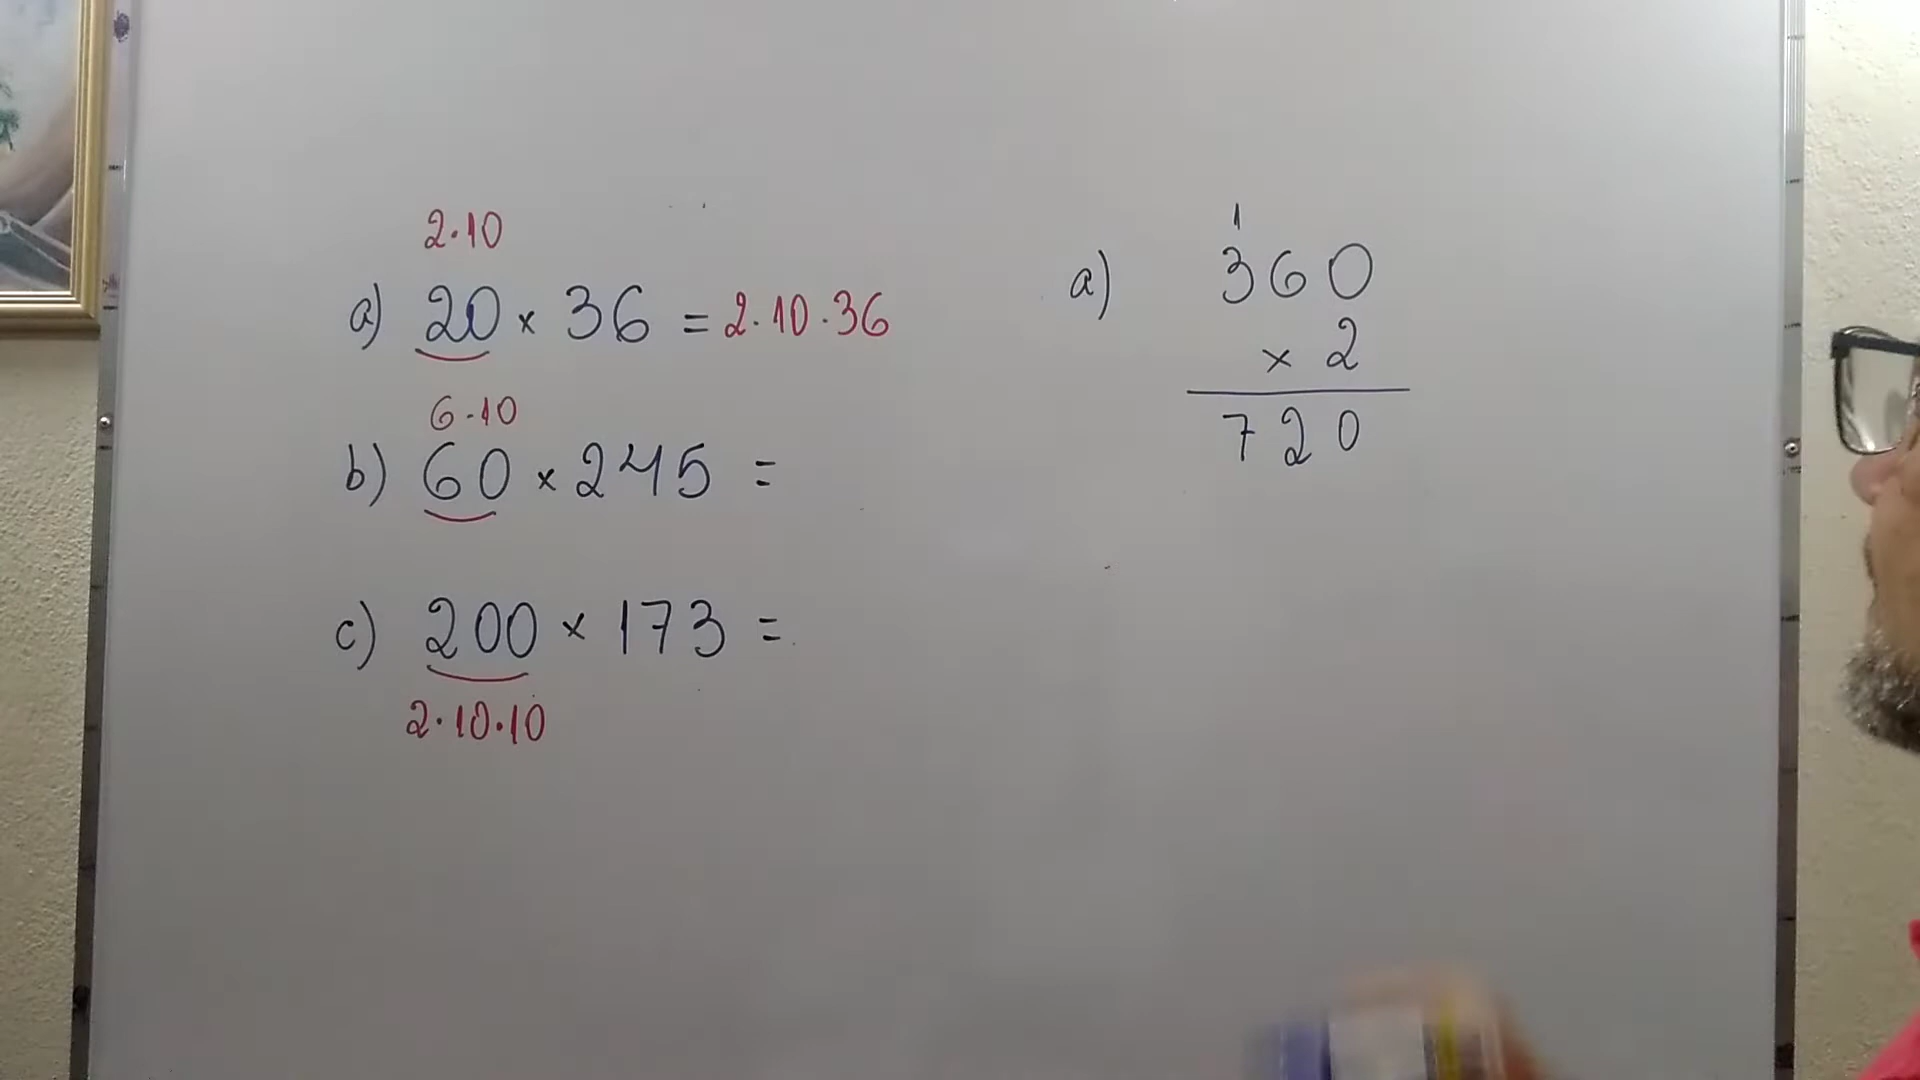 2·10
a) 20 × 36 = 2·10·36
6·10
b) 60 × 245 =
c) 200 × 173 =
2·10·10
1
a) 360
× 2
720